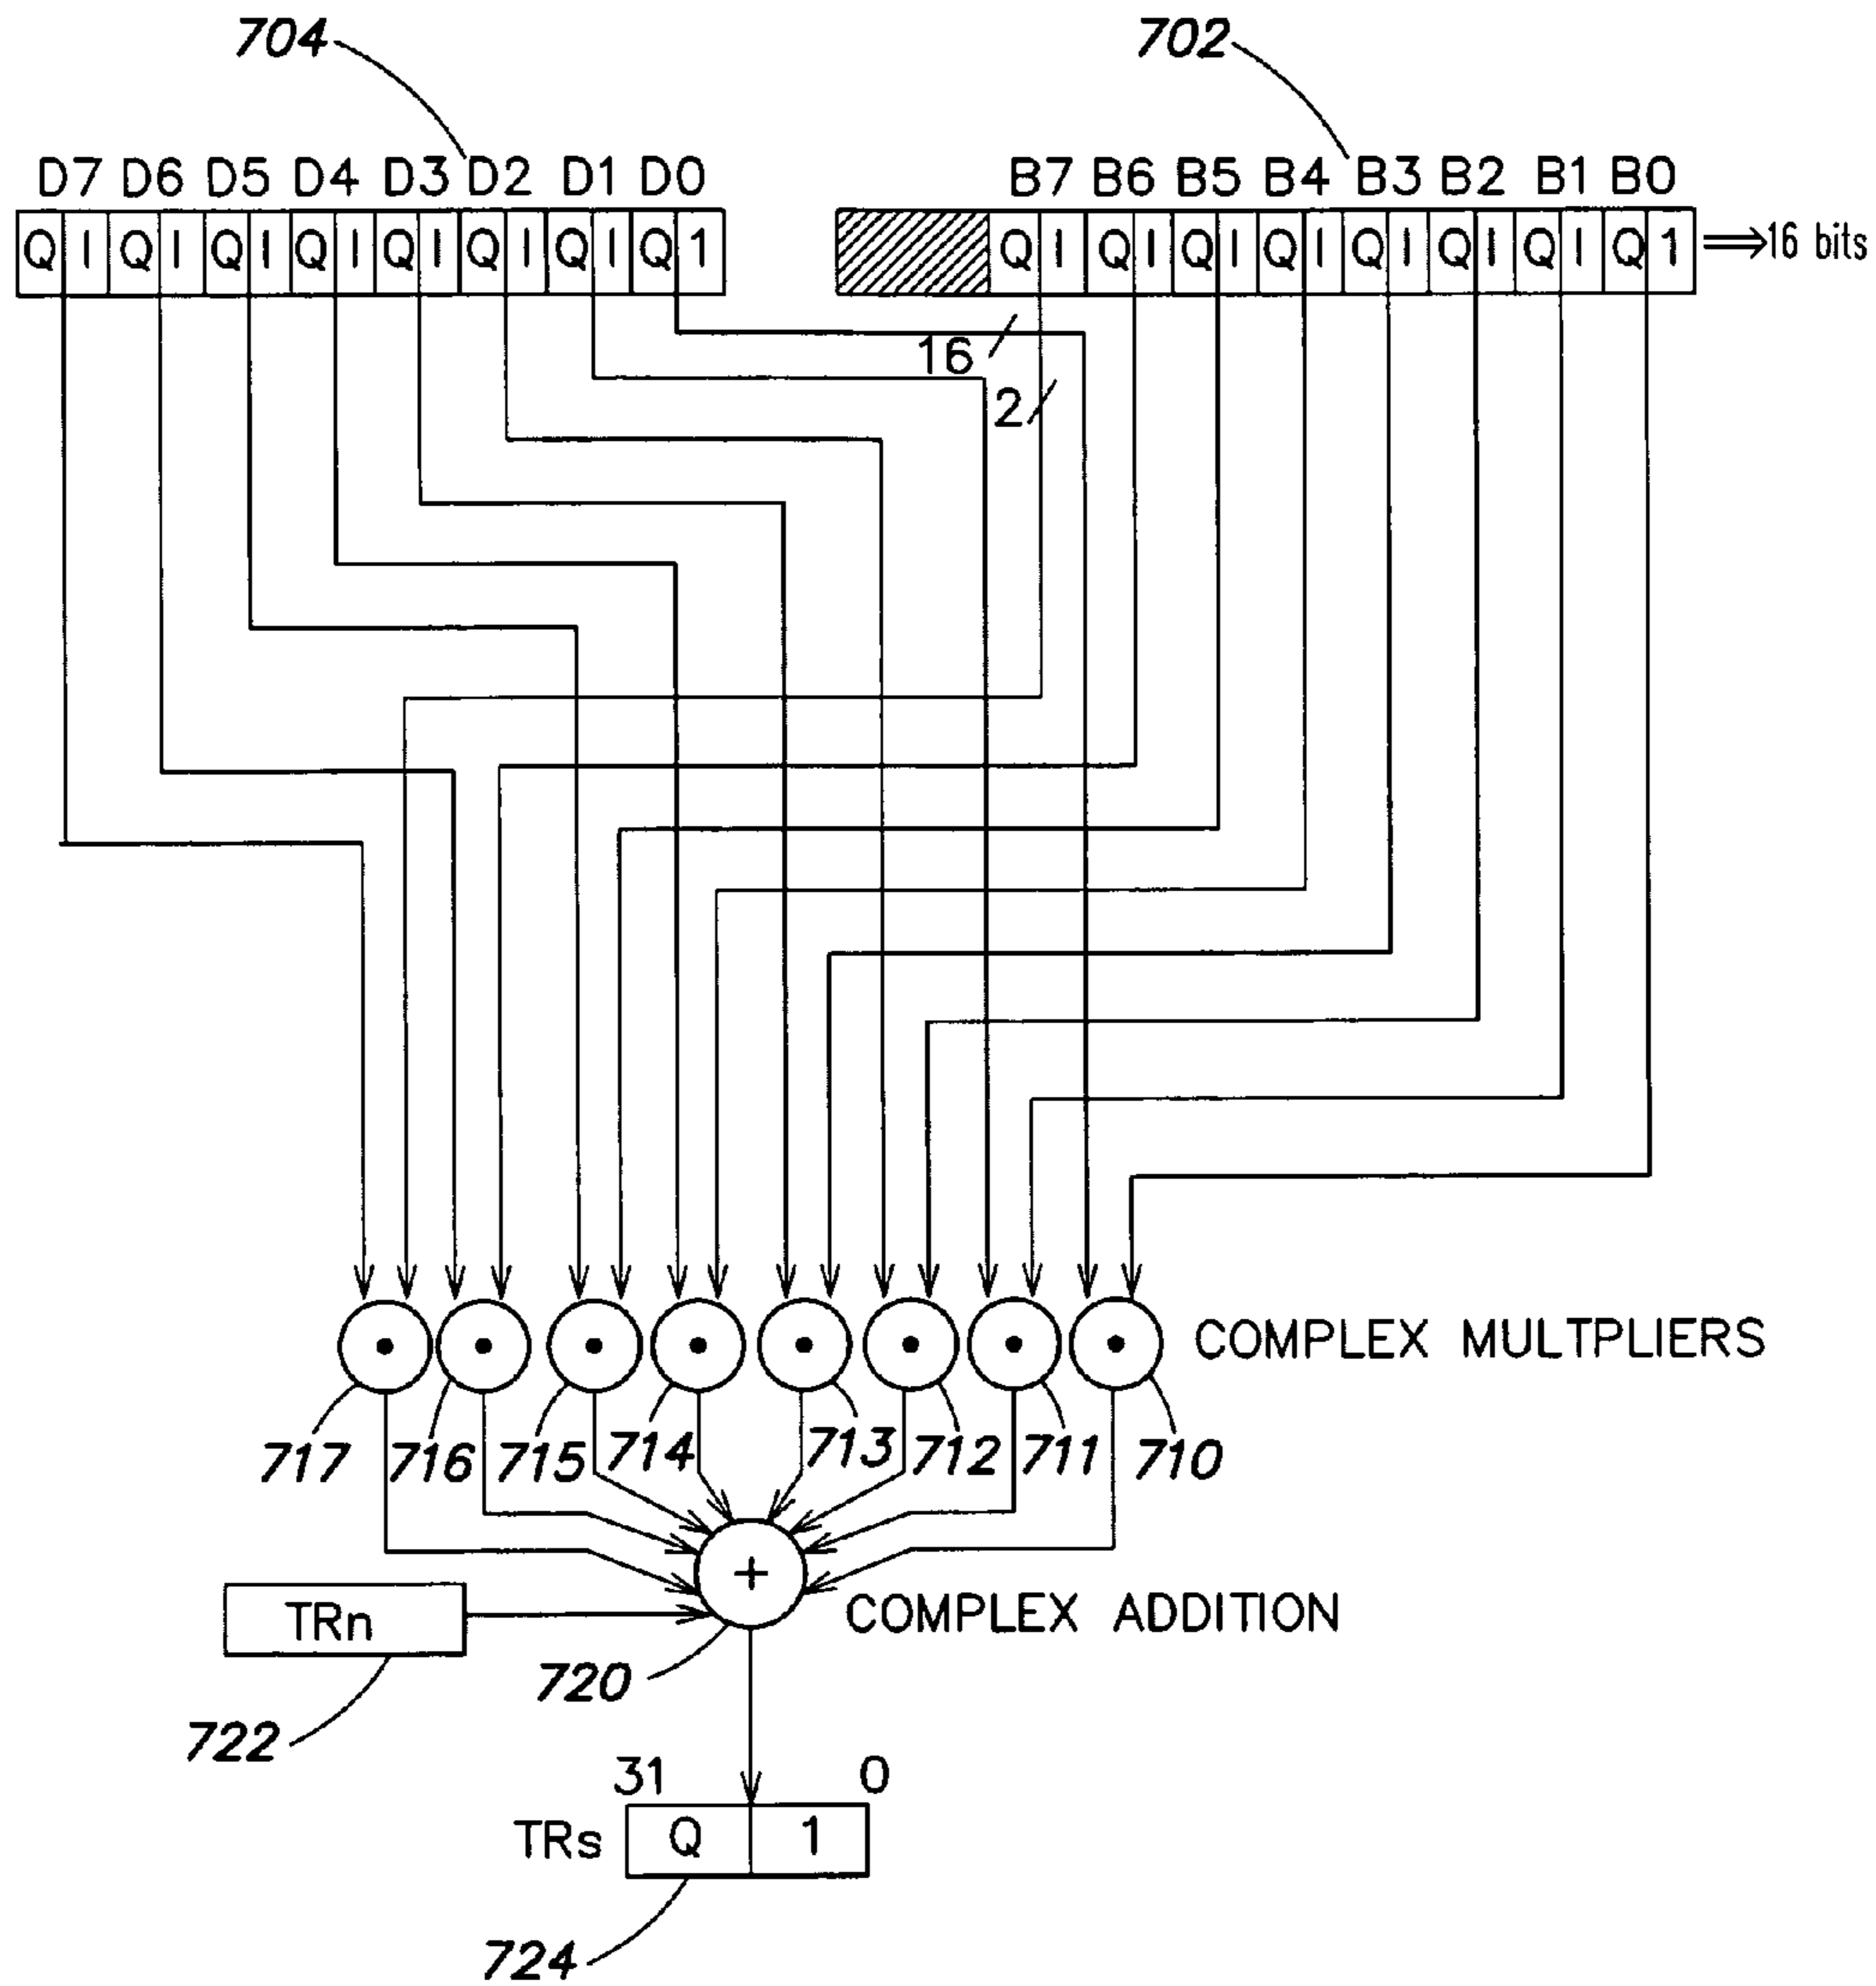 704 702
D7 D6 D5 D4 D3 D2 D1 D0 B7 B6 B5 B4 B3 B2 B1 B0
Q I Q I Q I Q I Q I Q I Q I Q 1 Q I Q I Q I Q I Q I Q I Q I Q 1 ⇒16 bits
16
2
COMPLEX MULTPLIERS
717 716 715 714 713 712 711 710
+
TRn COMPLEX ADDITION
720
722
31 0
TRs Q 1
724